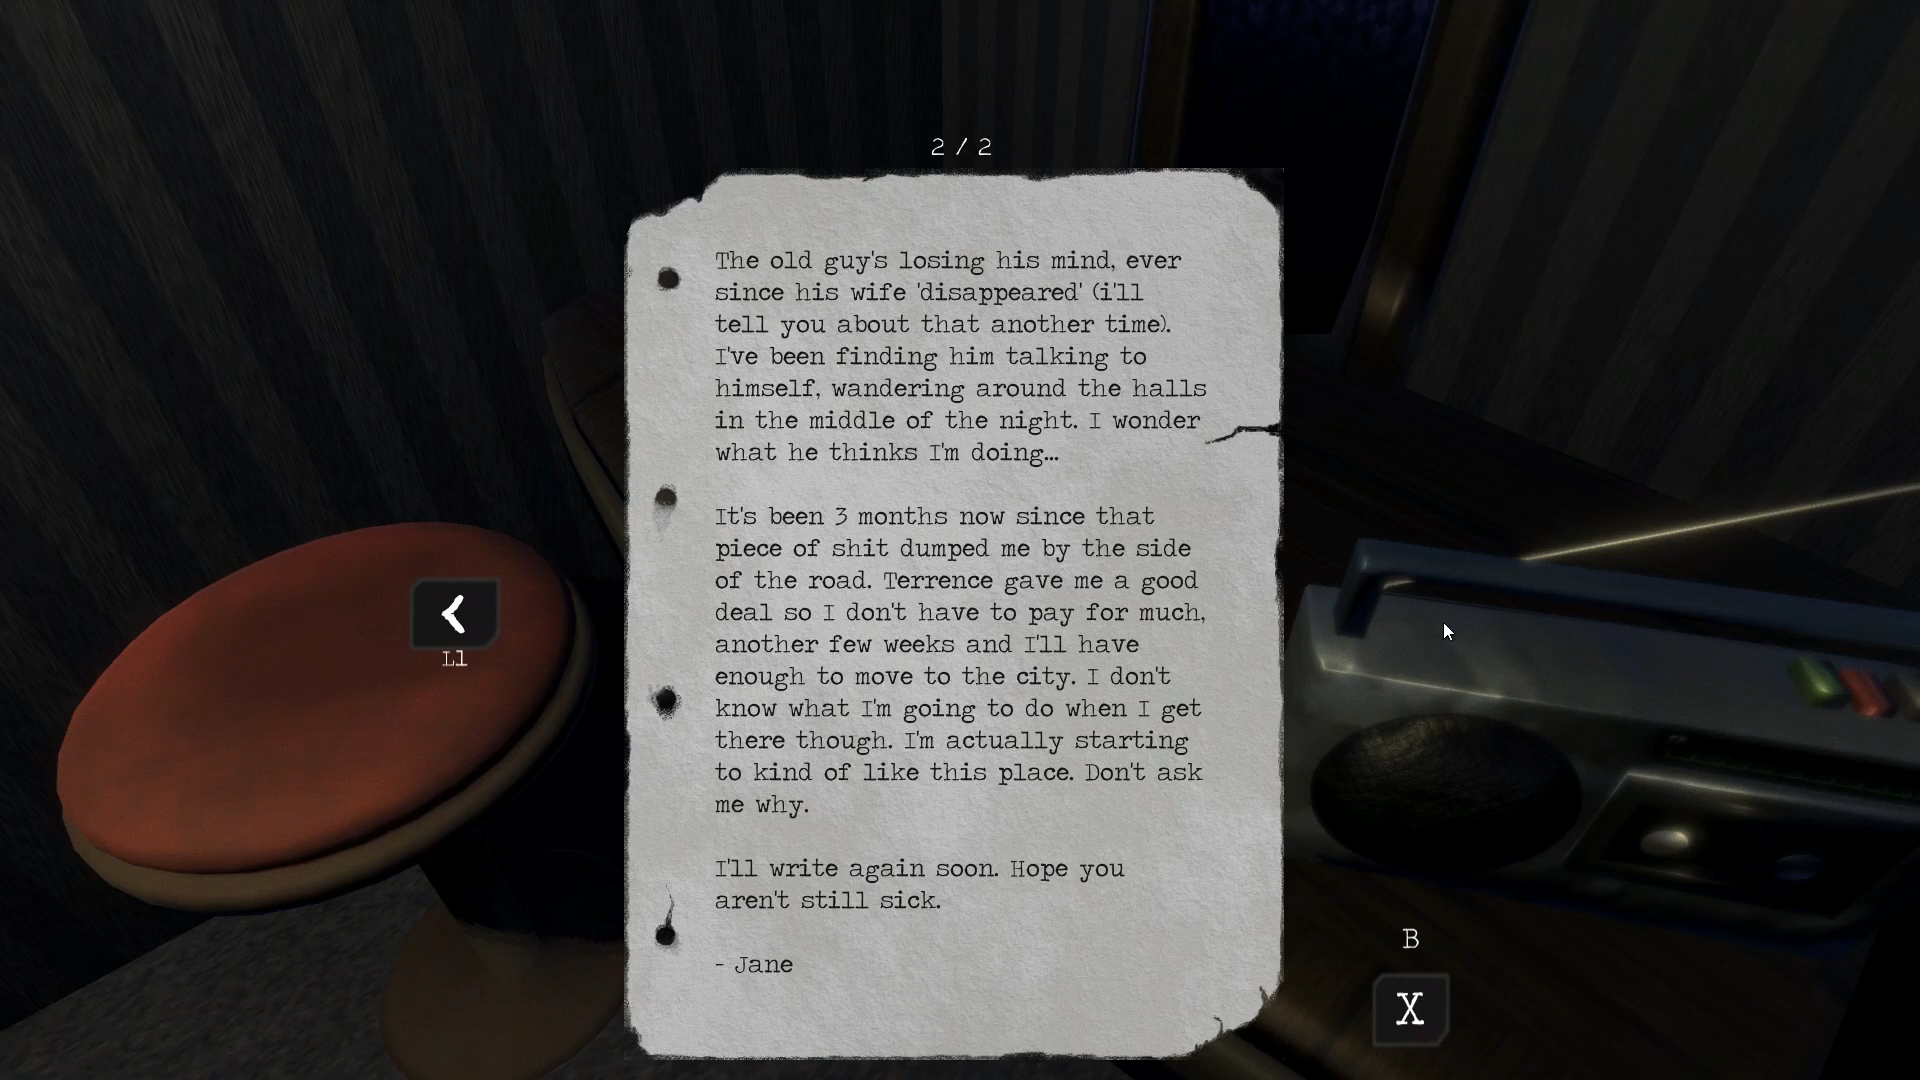 2 / 2
The old guy's losing his mind, ever
since his wife 'disappeared' (i'll
tell you about that another time).
I've been finding him talking to
himself, wandering around the halls
in the middle of the night. I wonder
what he thinks I'm doing...
It's been 3 months now since that
piece of shit dumped me by the side
of the road. Terrence gave me a good
deal so I don't have to pay for much,
another few weeks and I'll have
enough to move to the city. I don't
know what I'm going to do when I get
there though. I'm actually starting
to kind of like this place. Don't ask
me why.
I'll write again soon. Hope you
aren't still sick.
- Jane
L1
B
X